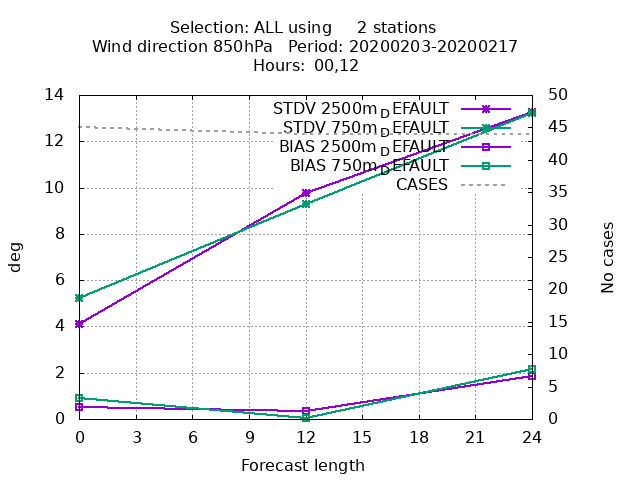 Selection: ALL using     2 stations
Wind direction 850hPa   Period: 20200203-20200217
Hours:  00,12
STDV 2500m_DEFAULT
STDV 750m_DEFAULT
BIAS 2500m_DEFAULT
BIAS 750m_DEFAULT
CASES
14
12
10
8
6
4
2
0
deg
50
45
40
35
30
25
20
15
10
5
0
No cases
0 3 6 9 12 15 18 21 24
Forecast length